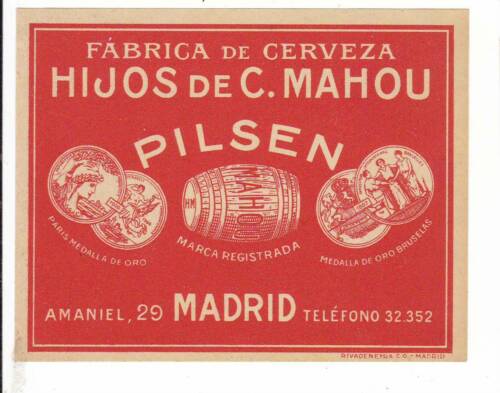 FÁBRICA DE CERVEZA
HIJOS DE C. MAHOU
PILSEN
MAHOU
HM
PARIS MEDALLA DE ORO
MARCA REGISTRADA
MEDALLA DE ORO BRUSELAS
AMANIEL, 29 MADRID TELÉFONO 32.352
RIVADENEYRA C.O. - MADRID